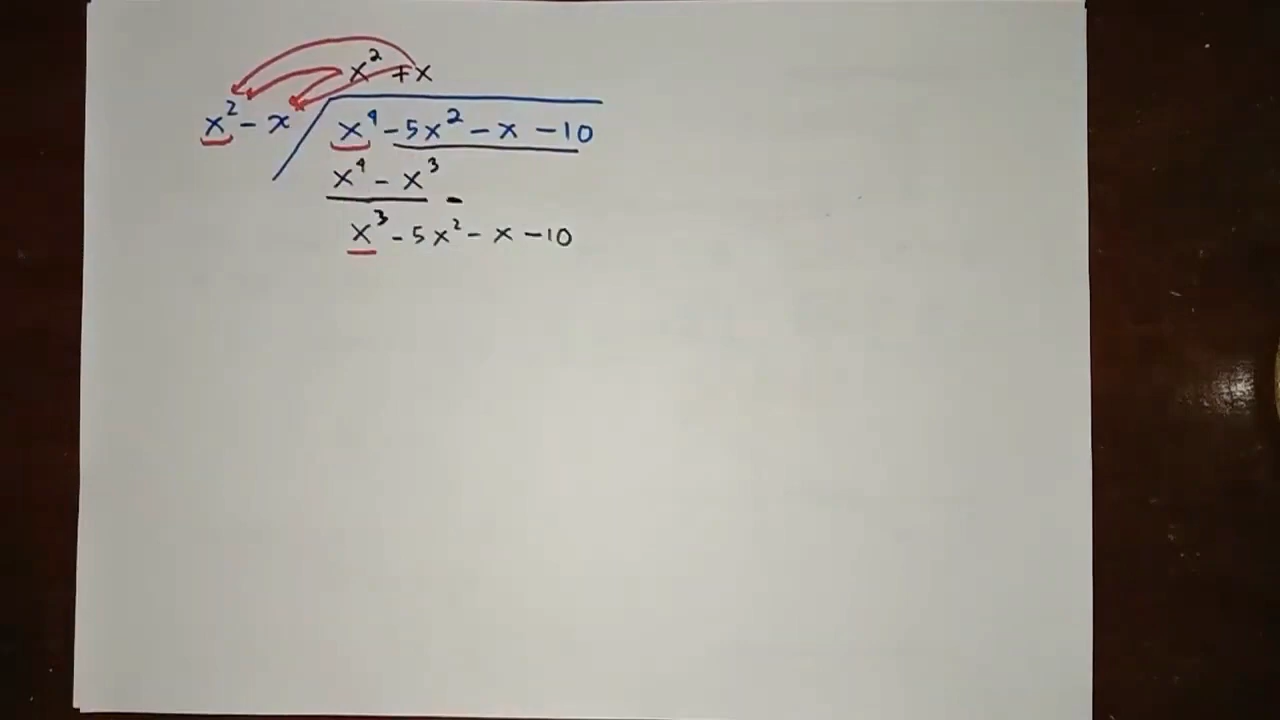 x² + x
x² - x / x⁴ - 5x² - x - 10
x⁴ - x³
-
x³ - 5x² - x - 10